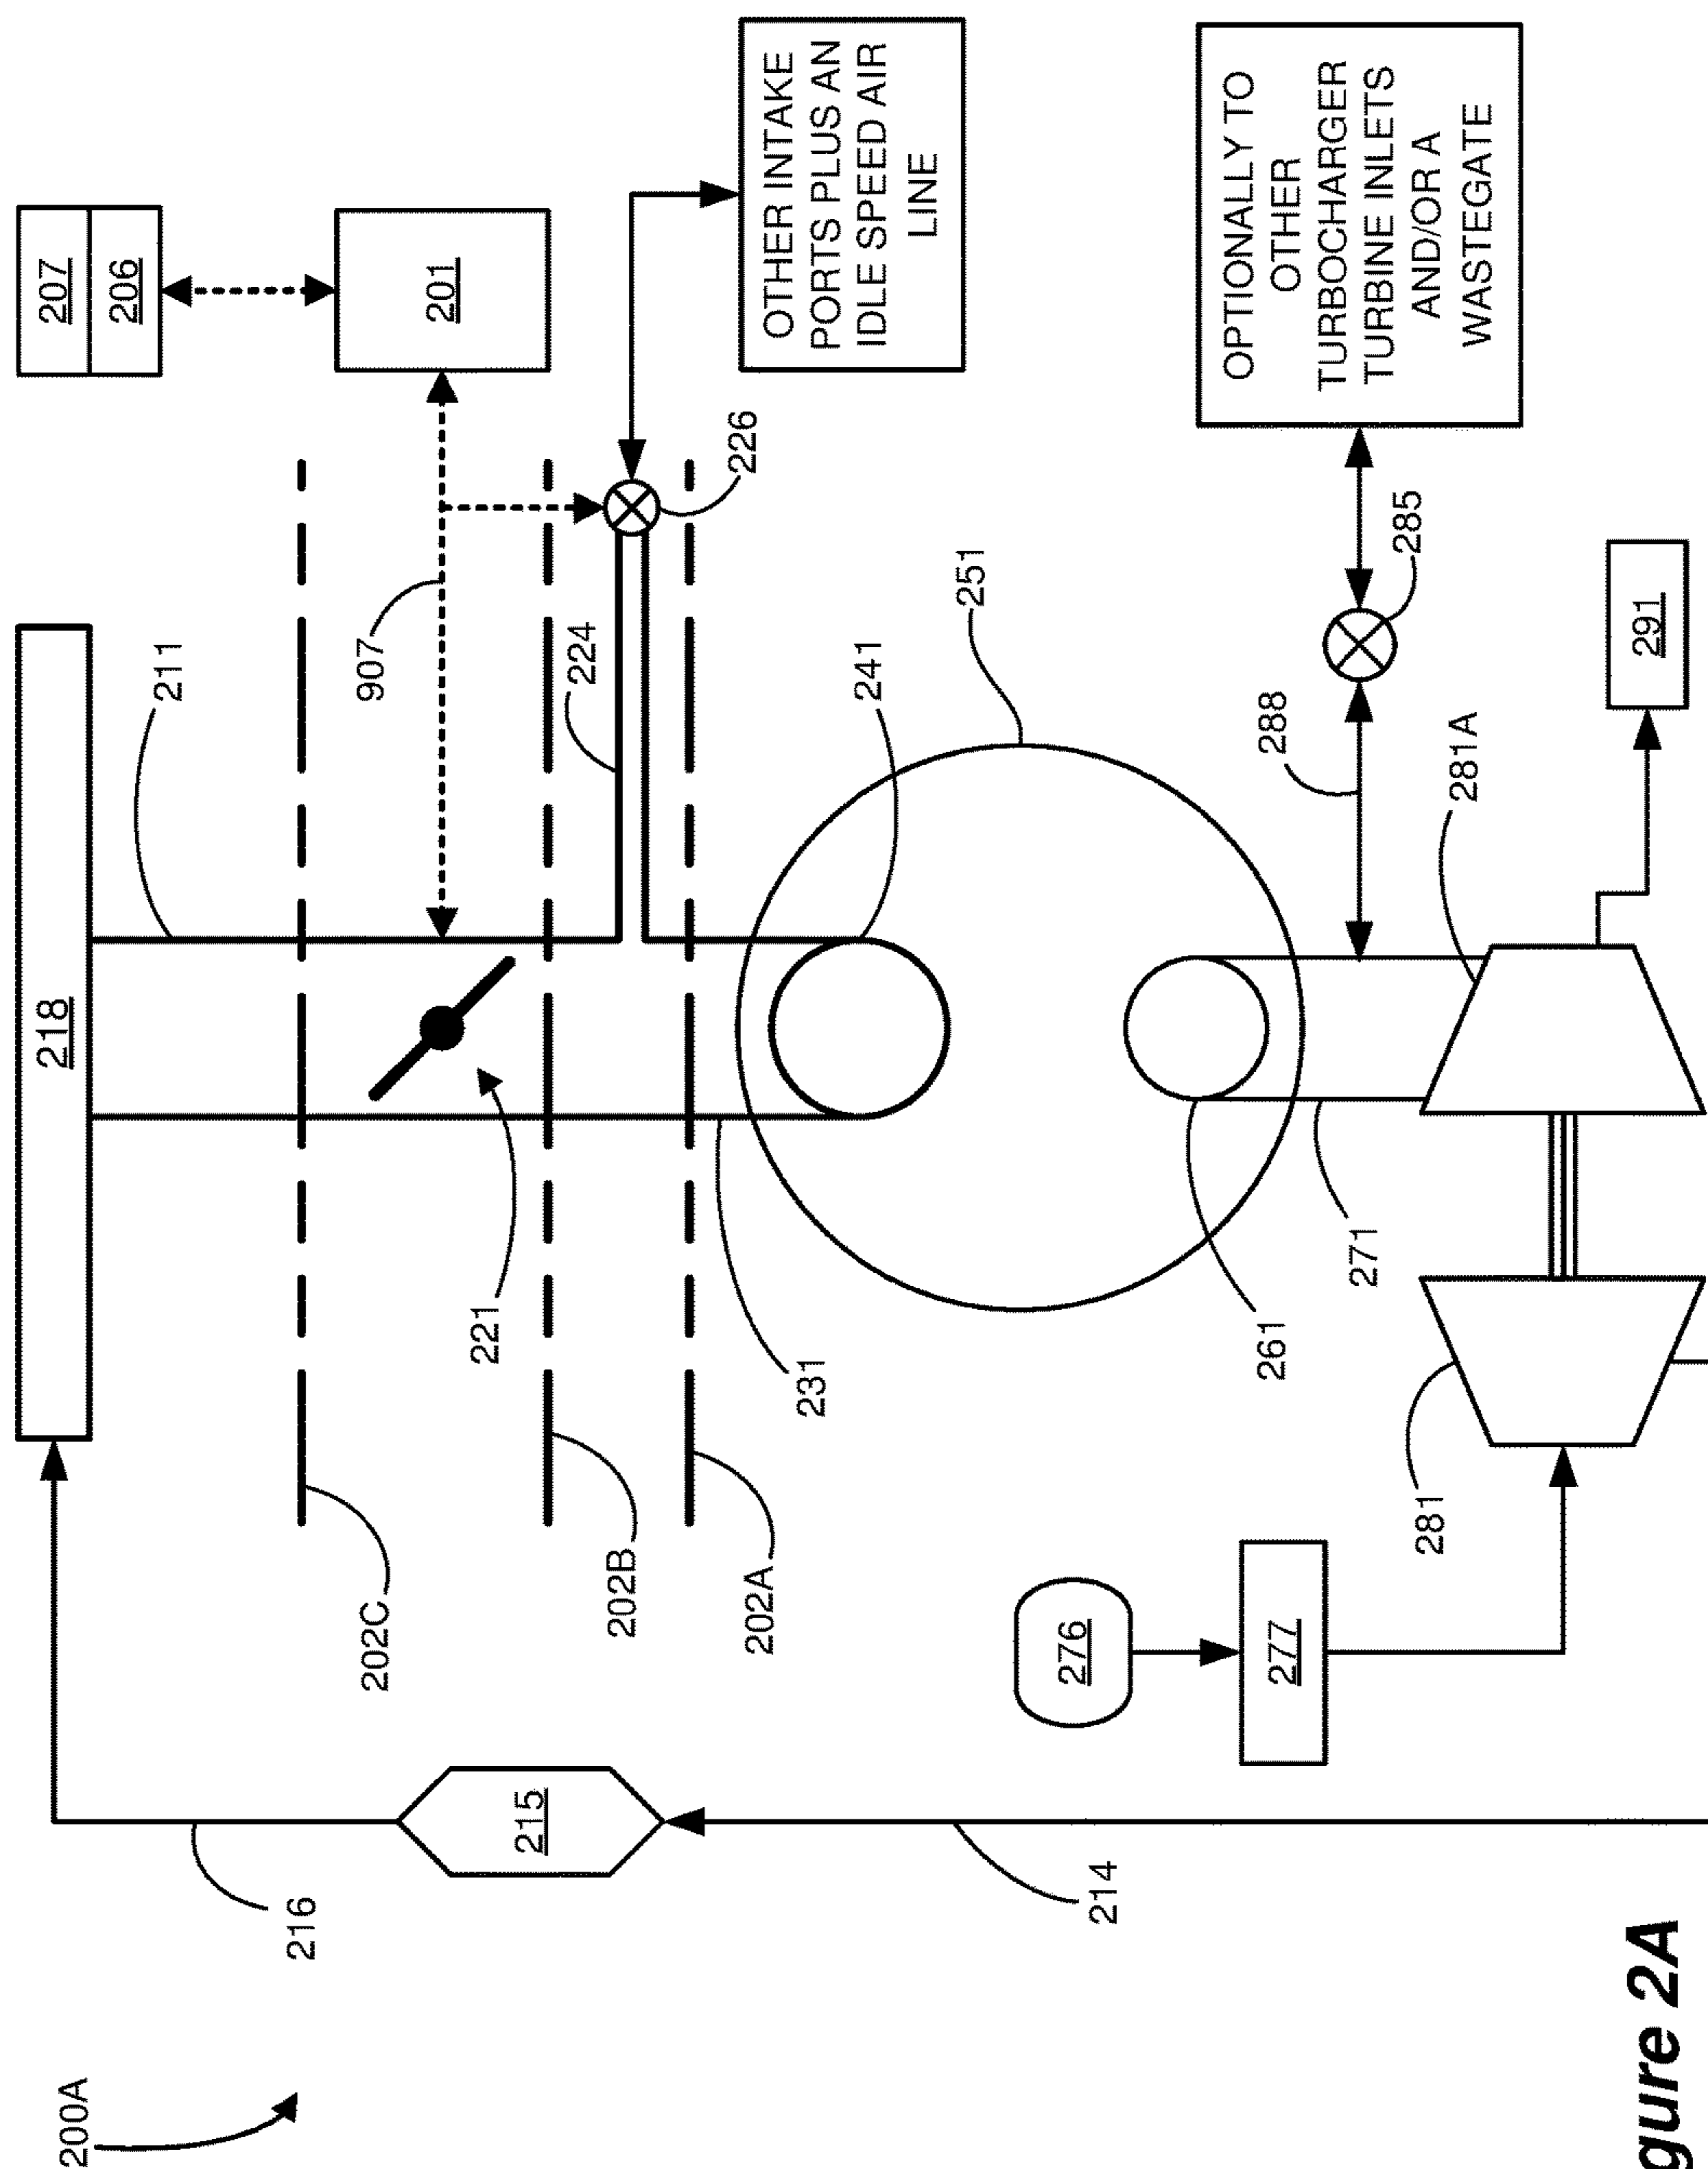 200A
218
207
206
211
216
907
202C
201
221
215
224
202B
226
202A
OTHER INTAKE
PORTS PLUS AN
IDLE SPEED AIR
LINE
231
241
251
276
214
261
288
277
OPTIONALLY TO
OTHER
TURBOCHARGER
TURBINE INLETS
AND/OR A
WASTEGATE
271
285
281
281A
291
gure 2A